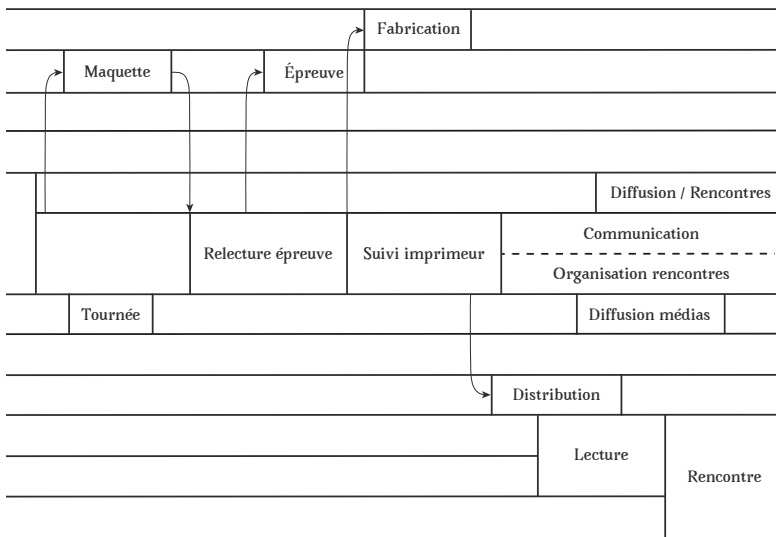 Fabrication
Maquette
Épreuve
Diffusion / Rencontres
Relecture épreuve
Suivi imprimeur
Communication
Organisation rencontres
Tournée
Diffusion médias
Distribution
Lecture
Rencontre